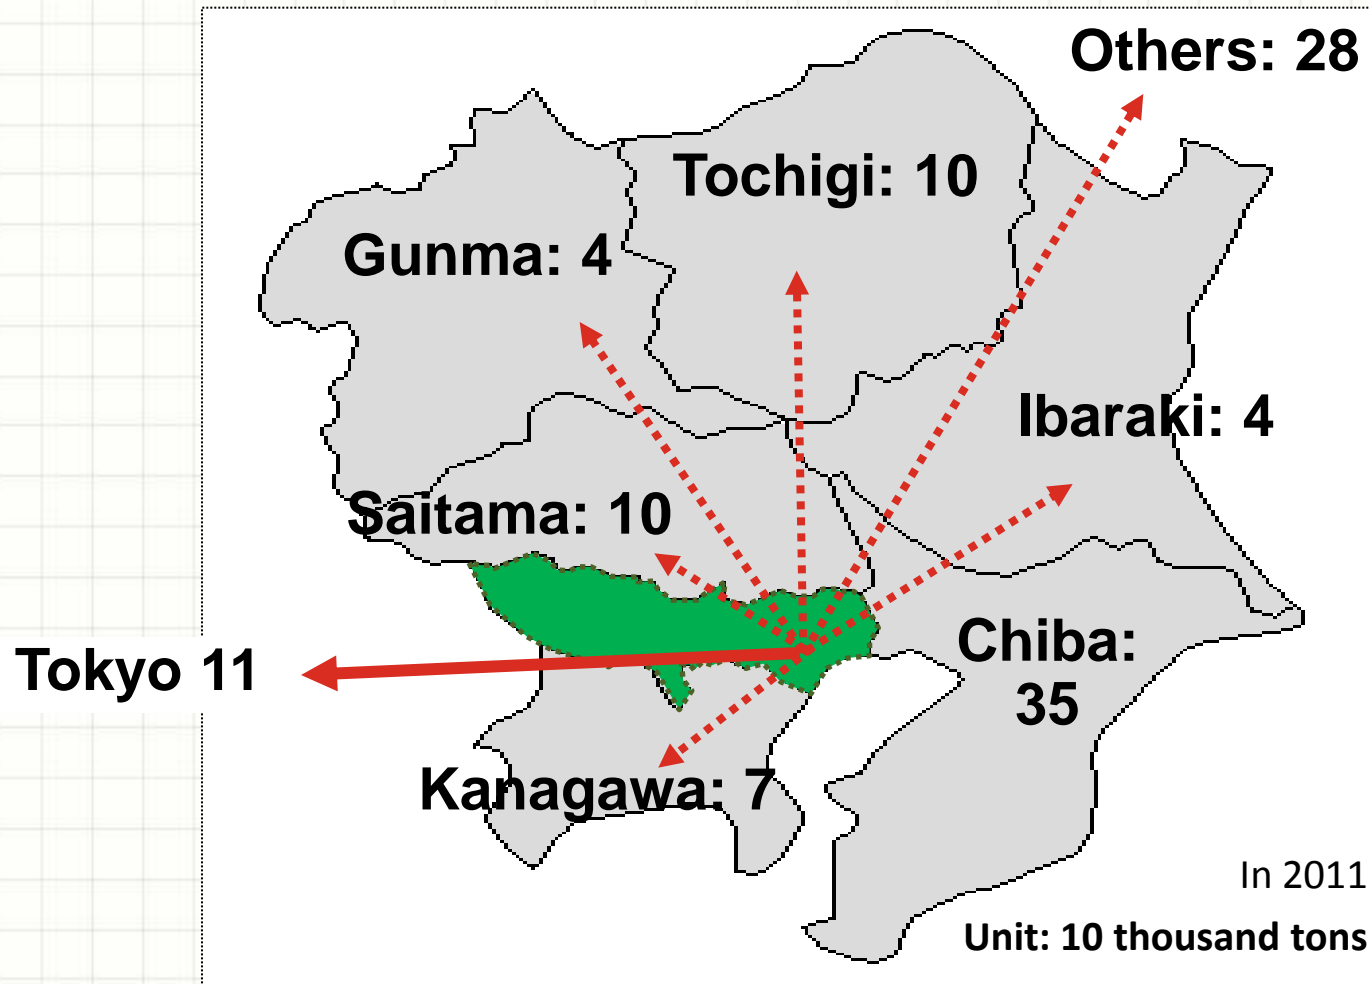 Others: 28
Tochigi: 10
Gunma: 4
Ibaraki: 4
Saitama: 10
Chiba:
35
Tokyo 11
Kanagawa: 7
In 2011
Unit: 10 thousand tons